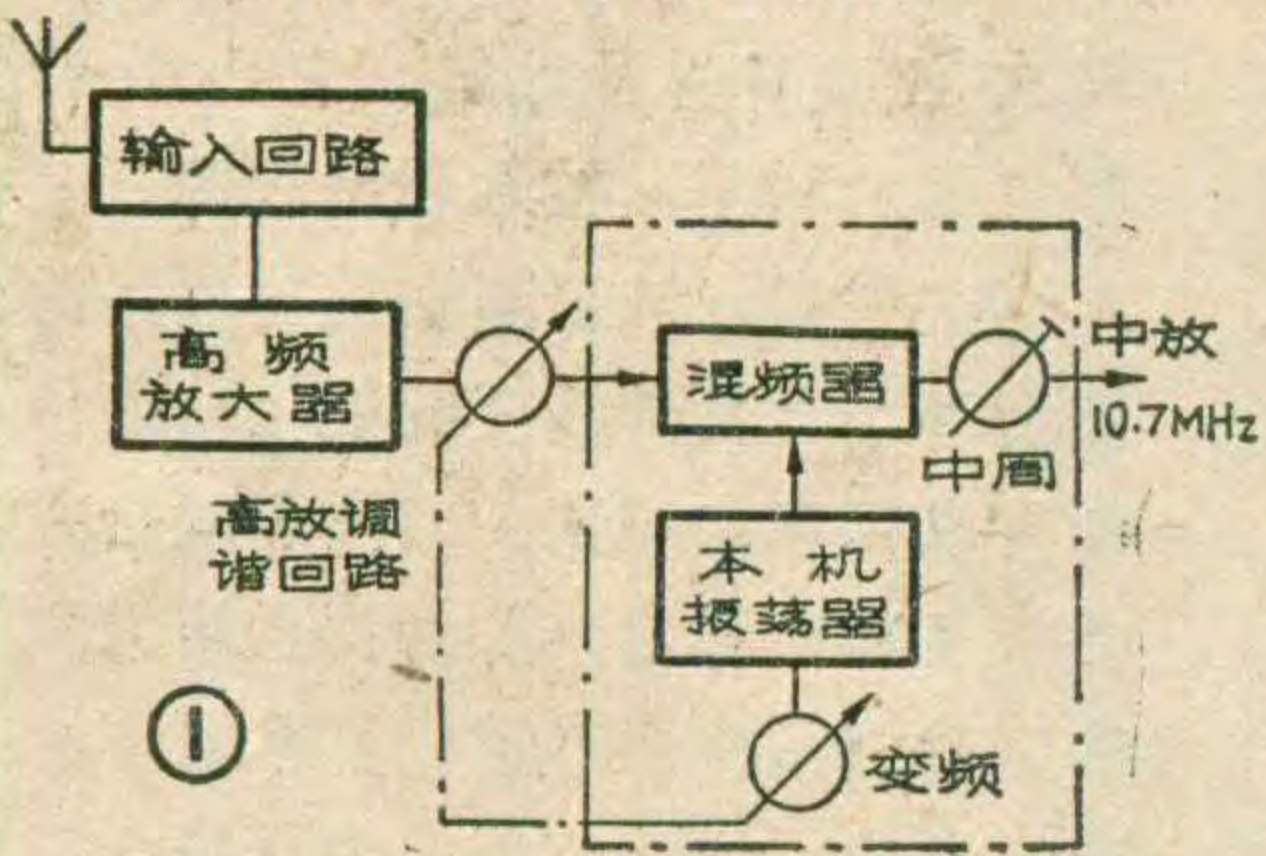 输入回路
高频
放大器
高放调
谐回路
混频器
中周
中放
10.7MHz
本机
振荡器
变频
①